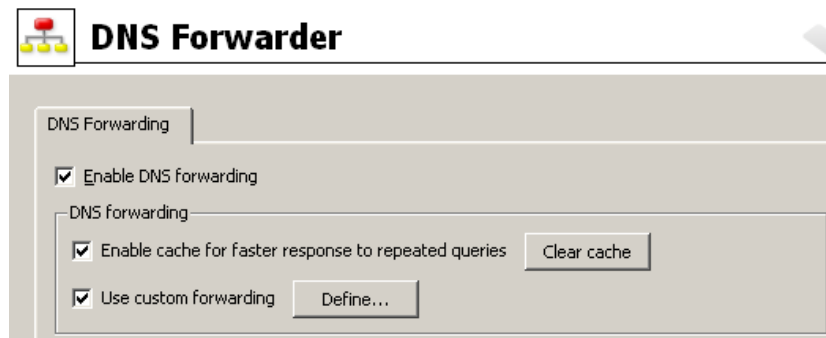 DNS Forwarder
DNS Forwarding
Enable DNS forwarding
DNS forwarding
Enable cache for faster response to repeated queries Clear cache
Use custom forwarding Define...